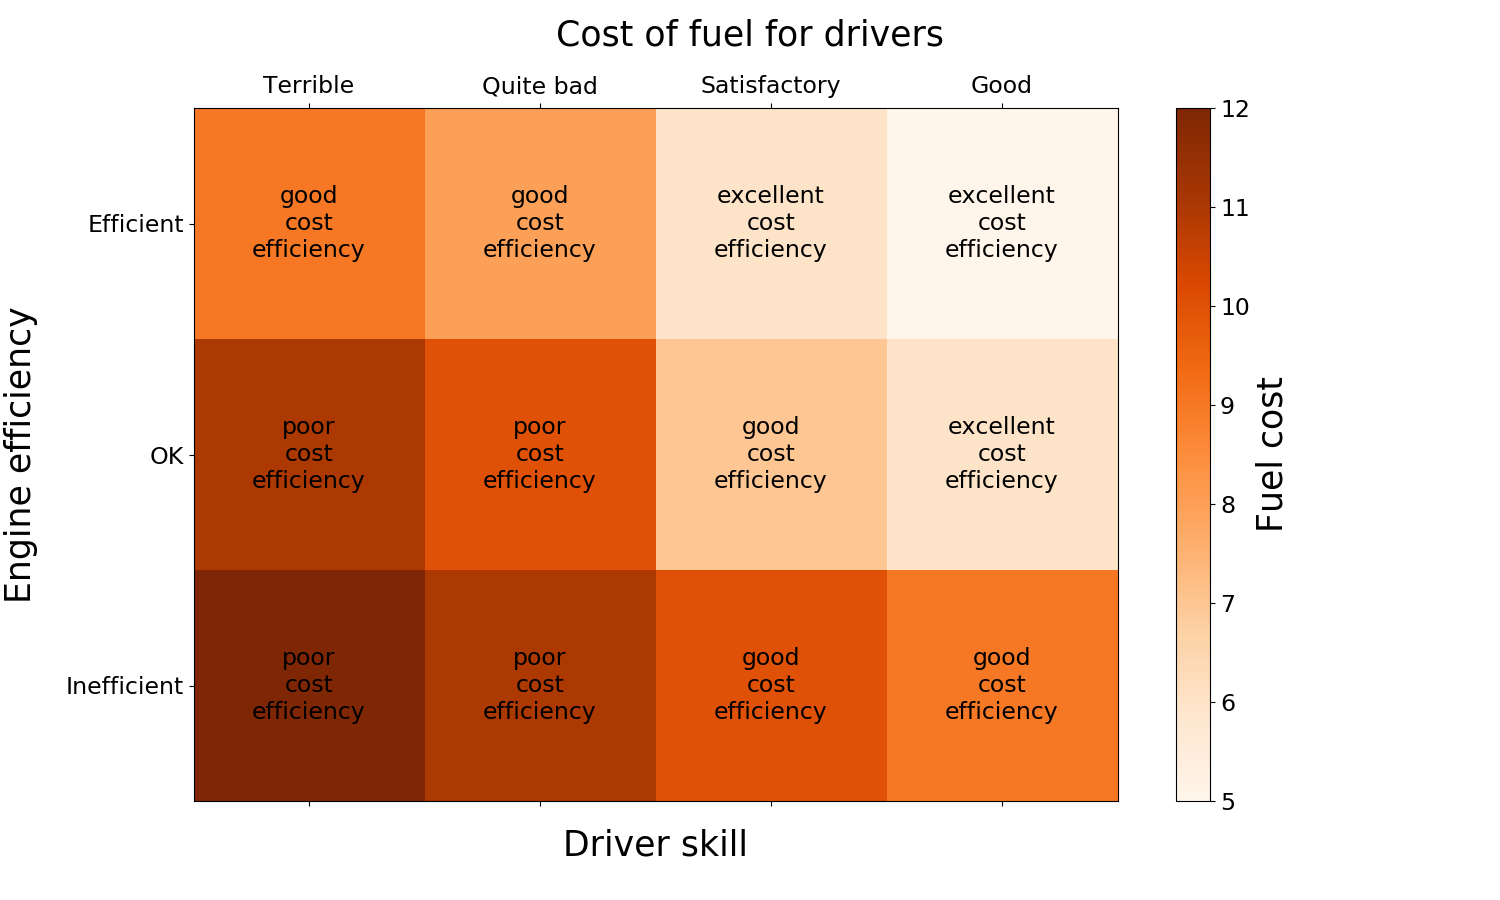 Cost of fuel for drivers
Terrible Quite bad Satisfactory Good
Efficient
good cost efficiency
good cost efficiency
excellent cost efficiency
excellent cost efficiency
OK
poor cost efficiency
poor cost efficiency
good cost efficiency
excellent cost efficiency
Inefficient
poor cost efficiency
poor cost efficiency
good cost efficiency
good cost efficiency
Engine efficiency
Driver skill
12
11
10
9
8
7
6
5
Fuel cost